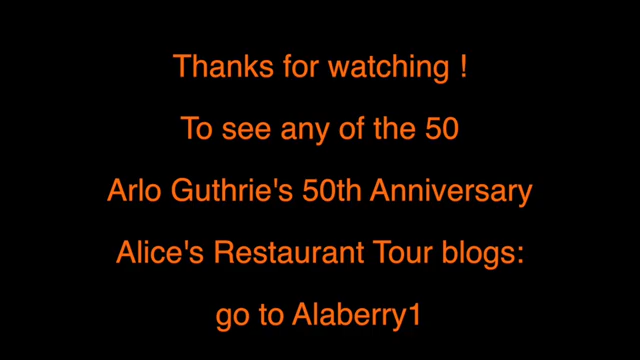 Thanks for watching !
To see any of the 50
Arlo Guthrie's 50th Anniversary
Alice's Restaurant Tour blogs:
go to Alaberry1